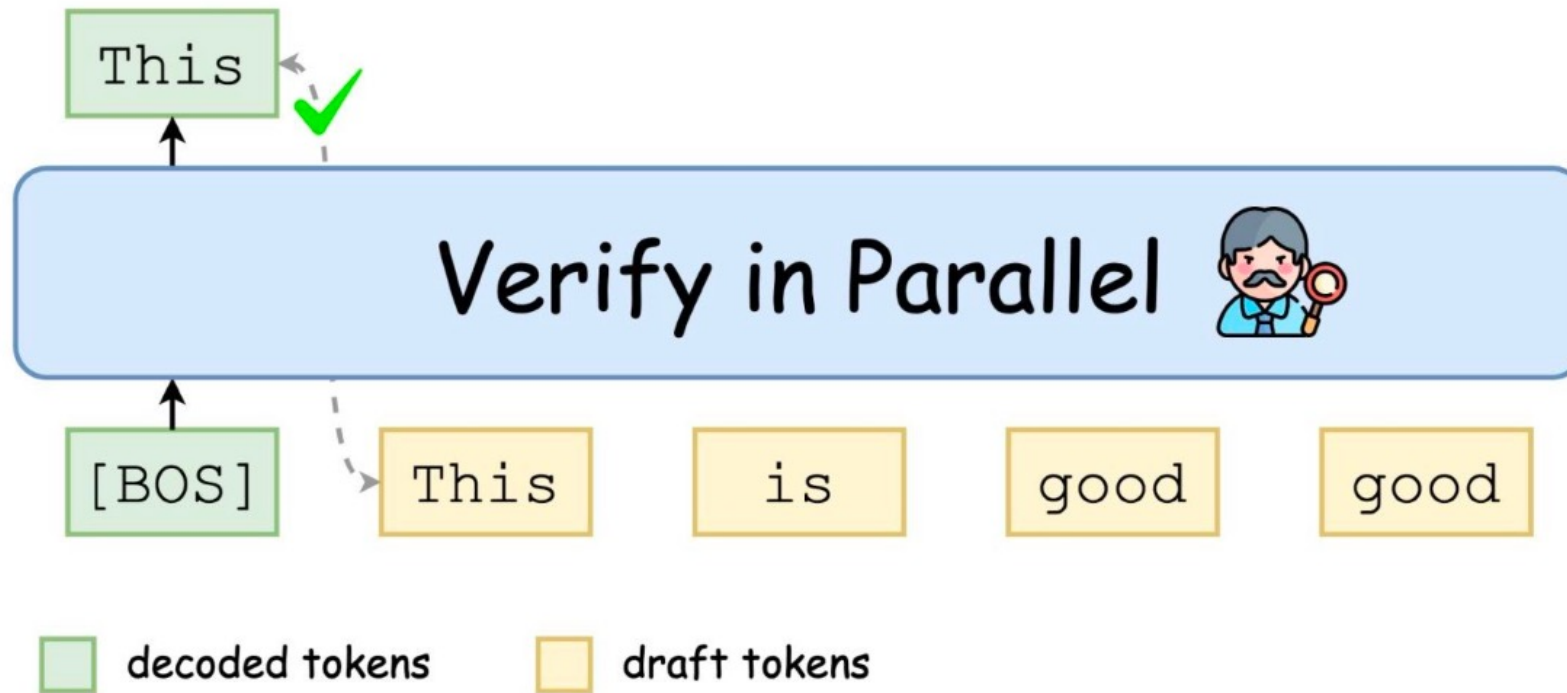 This
Verify in Parallel
[BOS] This is good good
decoded tokens draft tokens